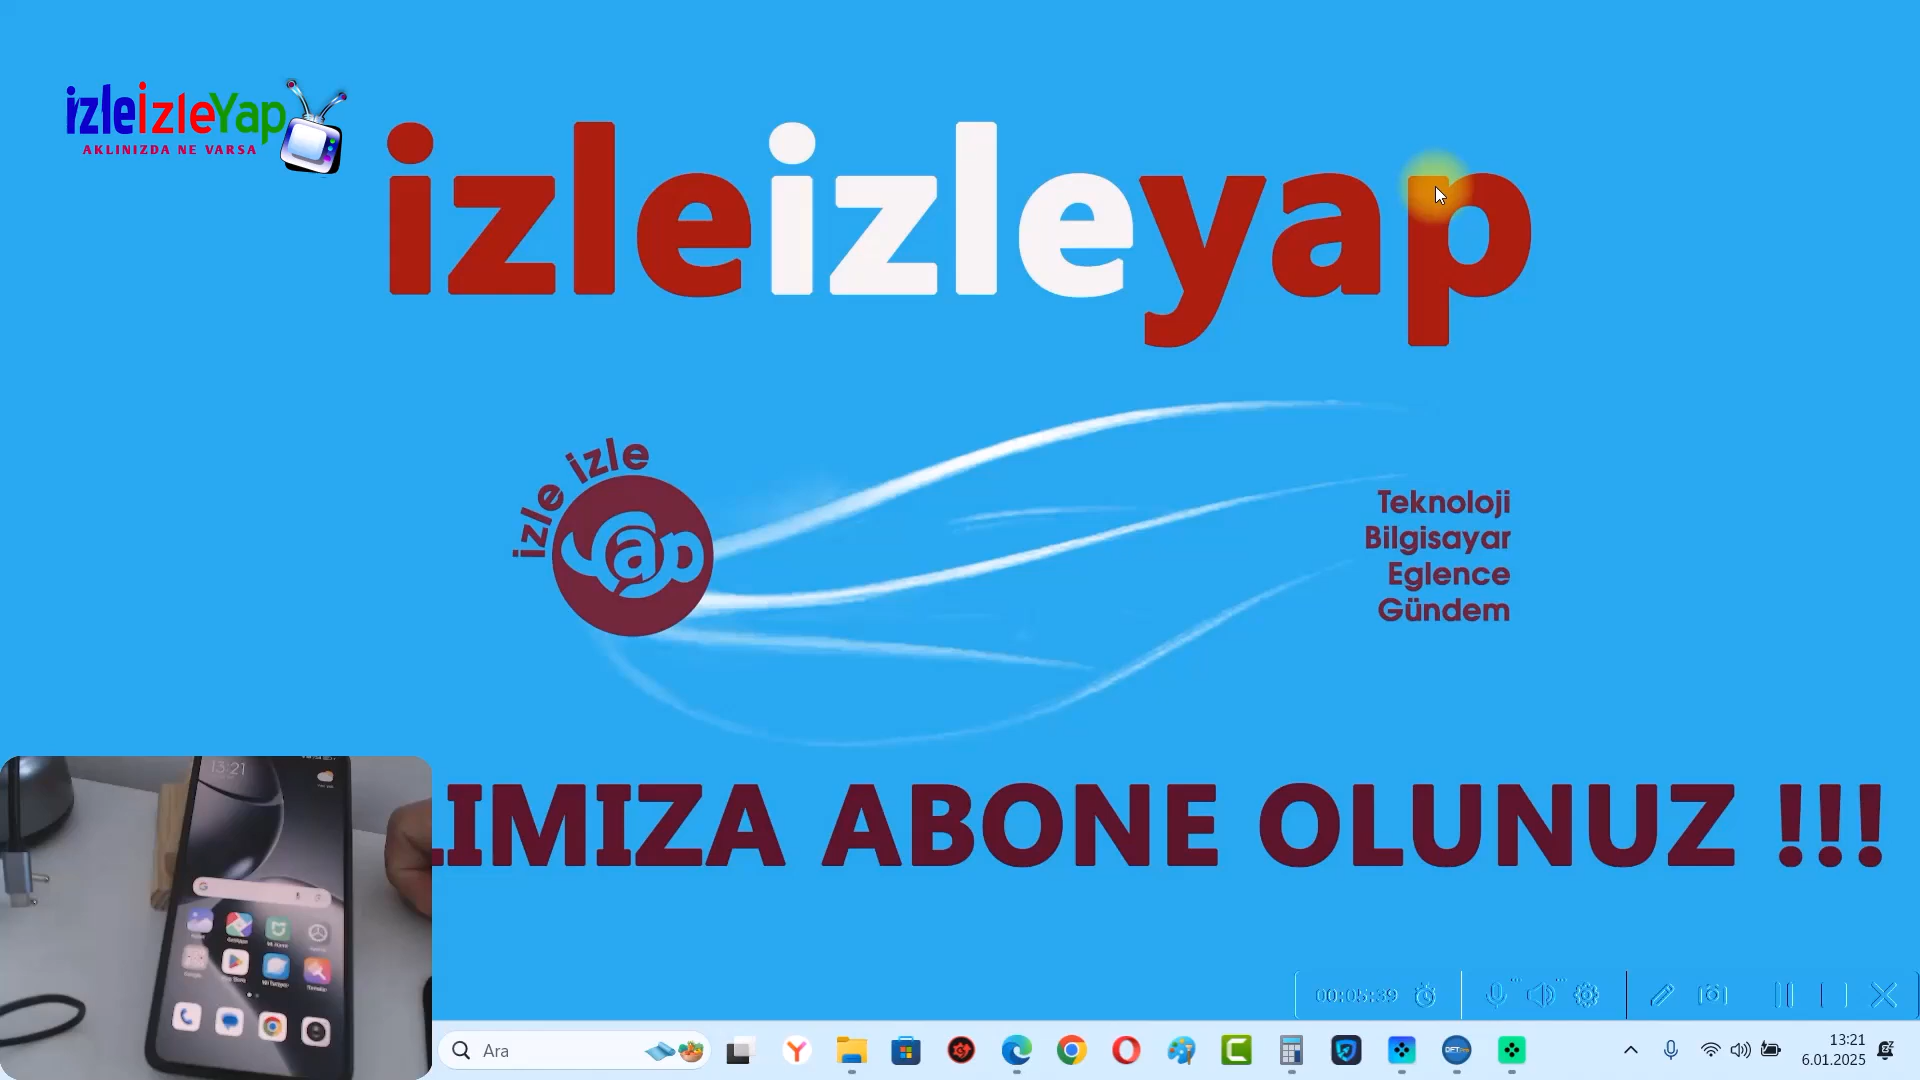 izleizleYap
AKLINIZDA NE VARSA
izleizleyap
izle izle
Yap
Teknoloji
Bilgisayar
Eglence
Gündem
LIMIZA ABONE OLUNUZ !!!
13:21
00:05:39
Ara
13:21
6.01.2025